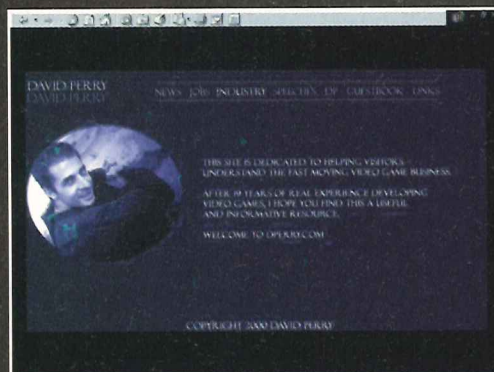 DAVID PERRY
DAVID PERRY
NEWS JOBS INDUSTRY SPEECHES DP GUESTBOOK LINKS
THIS SITE IS DEDICATED TO HELPING VISITORS
UNDERSTAND THE FAST MOVING VIDEO GAME BUSINESS.
AFTER 19 YEARS OF REAL EXPERIENCE DEVELOPING
VIDEO GAMES, I HOPE YOU FIND THIS A USEFUL
AND INFORMATIVE RESOURCE.
WELCOME TO DPERRY.COM
COPYRIGHT 2000 DAVID PERRY